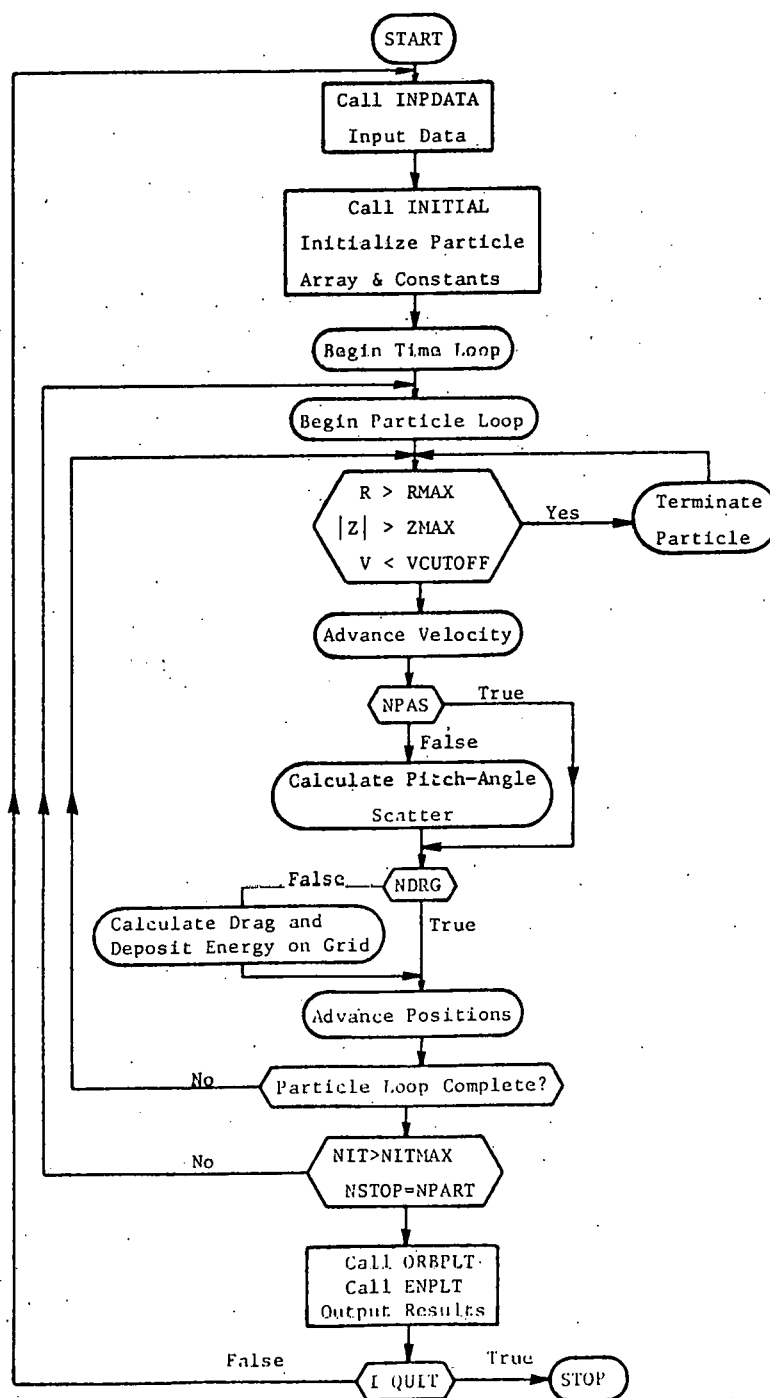 START
Call INPDATA
Input Data
Call INITIAL
Initialize Particle
Array & Constants
Begin Time Loop
Begin Particle Loop
R > RMAX
|Z| > ZMAX
V < VCUTOFF
Yes
Terminate
Particle
Advance Velocity
NPAS
True
False
Calculate Pitch-Angle
Scatter
False
NDRG
Calculate Drag and
Deposit Energy on Grid
True
Advance Positions
No
Particle Loop Complete?
No
NIT>NITMAX
NSTOP=NPART
Call ORBPLT
Call ENPLT
Output Results
False
I QUIT
True
STOP